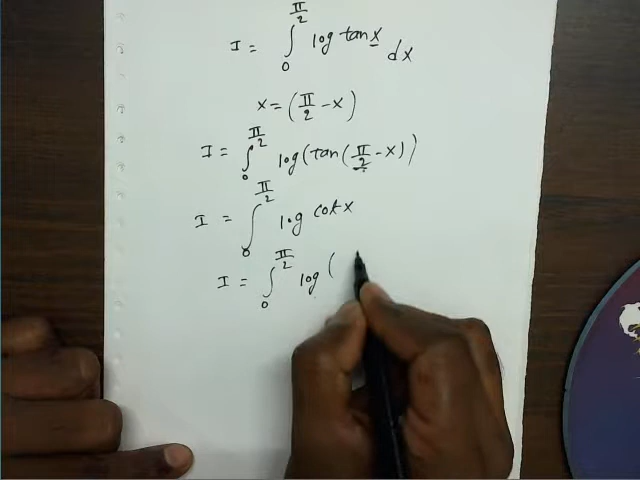 I = ∫₀^(π/2) log tan x dx
x = (π/2 - x)
I = ∫₀^(π/2) log(tan(π/2 - x))
I = ∫₀^(π/2) log cot x
I = ∫₀^(π/2) log (